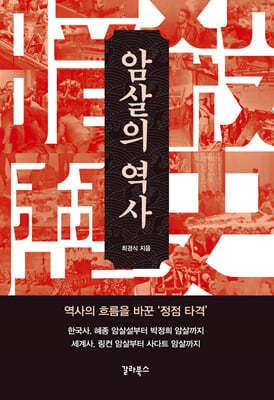 암살의 역사
최경식 지음
역사의 흐름을 바꾼 '정점 타격'
한국사, 혜종 암살설부터 박정희 암살까지
세계사, 링컨 암살부터 사다트 암살까지
갈라북스